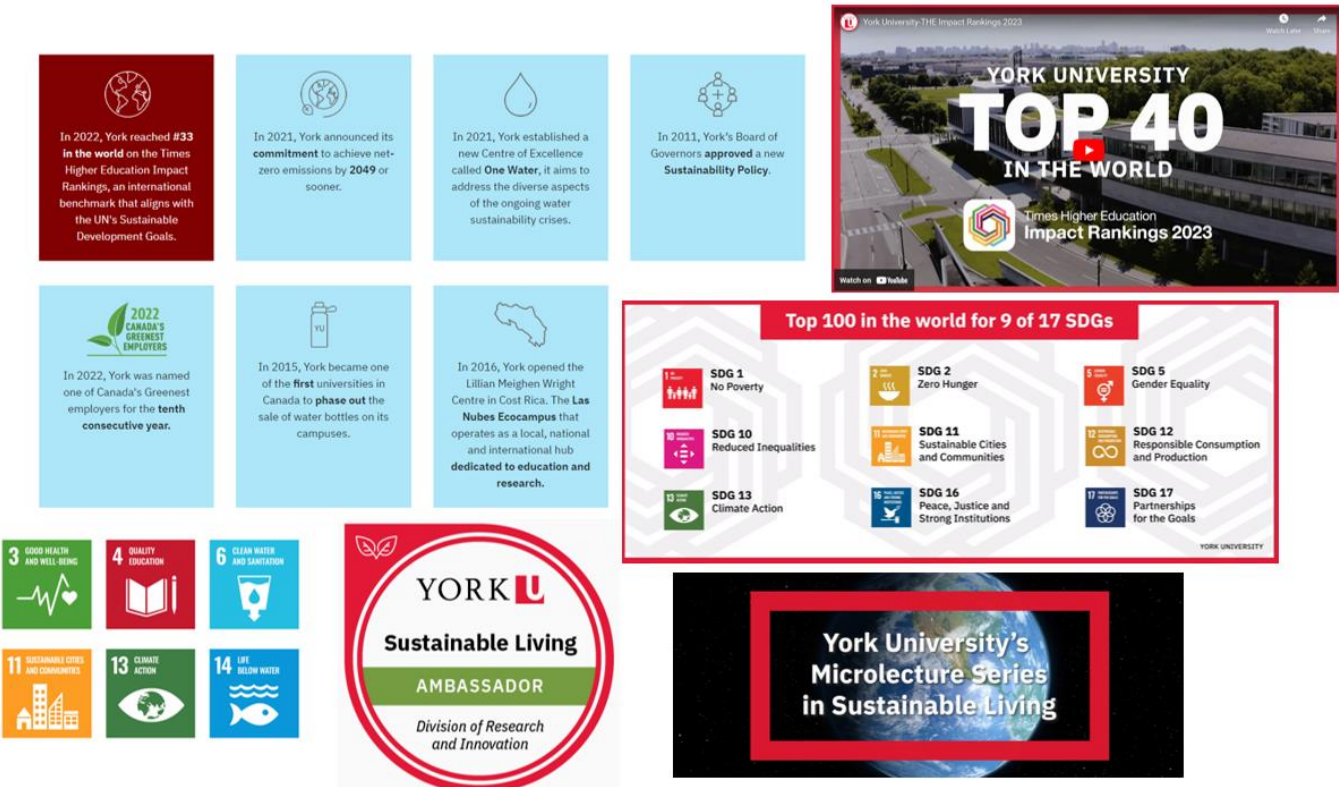 In 2022, York reached #33
in the world on the Times
Higher Education Impact
Rankings, an international
benchmark that aligns with
the UN's Sustainable
Development Goals.
In 2021, York announced its
commitment to achieve net-
zero emissions by 2049 or
sooner.
In 2021, York established a
new Centre of Excellence
called One Water, it aims to
address the diverse aspects
of the ongoing water
sustainability crises.
In 2011, York's Board of
Governors approved a new
Sustainability Policy.
York University-THE Impact Rankings 2023
Watch Later
Share
YORK UNIVERSITY
TOP 40
IN THE WORLD
Times Higher Education
Impact Rankings 2023
Watch on YouTube
2022
CANADA'S
GREENEST
EMPLOYERS
In 2022, York was named
one of Canada's Greenest
employers for the tenth
consecutive year.
YU
In 2015, York became one
of the first universities in
Canada to phase out the
sale of water bottles on its
campuses.
In 2016, York opened the
Lillian Meighen Wright
Centre in Costa Rica. The Las
Nubes Ecocampus that
operates as a local, national
and international hub
dedicated to education and
research.
Top 100 in the world for 9 of 17 SDGs
1
SDG 1
No Poverty
2
SDG 2
Zero Hunger
5
SDG 5
Gender Equality
10
SDG 10
Reduced Inequalities
11
SDG 11
Sustainable Cities
and Communities
12
SDG 12
Responsible Consumption
and Production
13
SDG 13
Climate Action
16
SDG 16
Peace, Justice and
Strong Institutions
17
SDG 17
Partnerships
for the Goals
YORK UNIVERSITY
3 GOOD HEALTH
AND WELL-BEING
4 QUALITY
EDUCATION
6 CLEAN WATER
AND SANITATION
11 SUSTAINABLE CITIES
AND COMMUNITIES
13 CLIMATE
ACTION
14 LIFE
BELOW WATER
YORK U
Sustainable Living
AMBASSADOR
Division of Research
and Innovation
York University's
Microlecture Series
in Sustainable Living